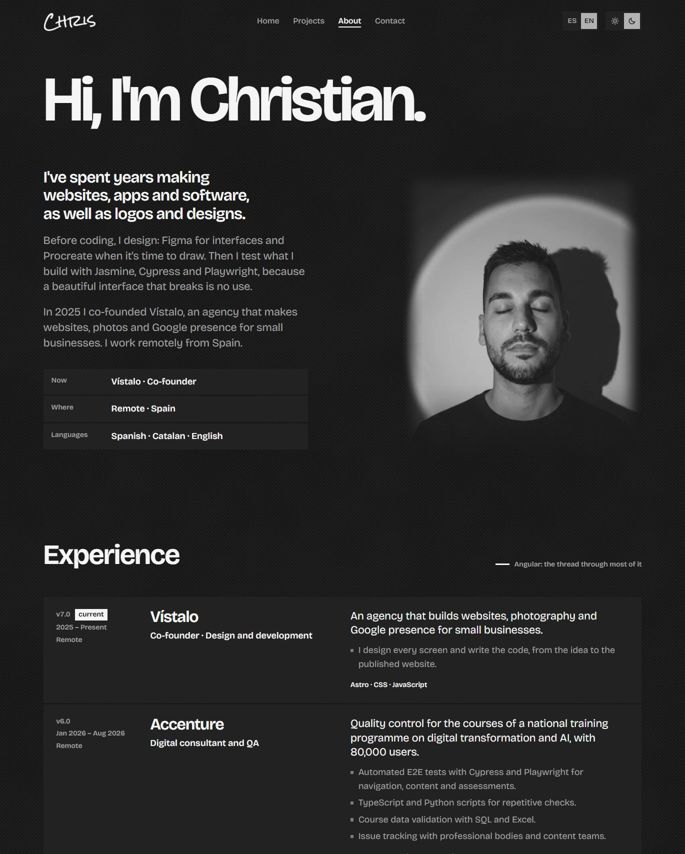 CHRIS
Home Projects About Contact
ES EN
Hi, I'm Christian.
I've spent years making
websites, apps and software,
as well as logos and designs.
Before coding, I design: Figma for interfaces and
Procreate when it's time to draw. Then I test what I
build with Jasmine, Cypress and Playwright, because
a beautiful interface that breaks is no use.
In 2025 I co-founded Vístalo, an agency that makes
websites, photos and Google presence for small
businesses. I work remotely from Spain.
Now Vístalo · Co-founder
Where Remote · Spain
Languages Spanish · Catalan · English
Experience
Angular: the thread through most of it
v7.0 current
2025 – Present
Remote
Vístalo
Co-founder · Design and development
An agency that builds websites, photography and
Google presence for small businesses.
I design every screen and write the code, from the idea to the
published website.
Astro · CSS · JavaScript
v6.0
Jan 2026 – Aug 2026
Remote
Accenture
Digital consultant and QA
Quality control for the courses of a national training
programme on digital transformation and AI, with
80,000 users.
Automated E2E tests with Cypress and Playwright for
navigation, content and assessments.
TypeScript and Python scripts for repetitive checks.
Course data validation with SQL and Excel.
Issue tracking with professional bodies and content teams.